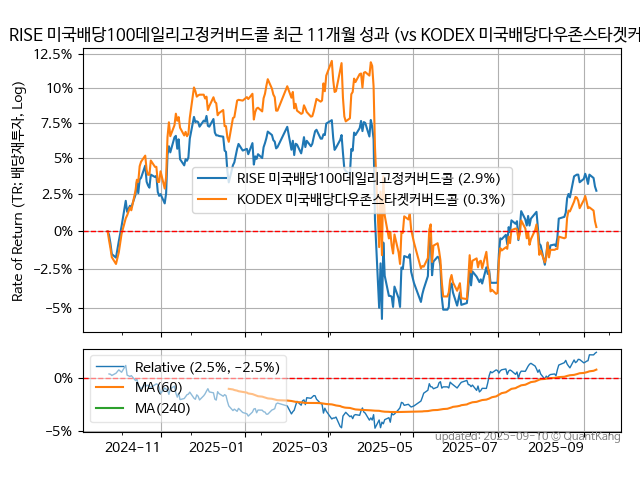 RISE 미국배당100데일리고정커버드콜 최근 11개월 성과 (vs KODEX 미국배당다우존스타겟커
Rate of Return (TR: 배당재투자, Log)
12.5%
10%
7.5%
5%
2.5%
0%
−2.5%
−5%
RISE 미국배당100데일리고정커버드콜 (2.9%)
KODEX 미국배당다우존스타겟커버드콜 (0.3%)
0%
−5%
Relative (2.5%, −2.5%)
MA(60)
MA(240)
updated: 2025-09-10 © QuantKang
2024−11
2025−01
2025−03
2025−05
2025−07
2025−09